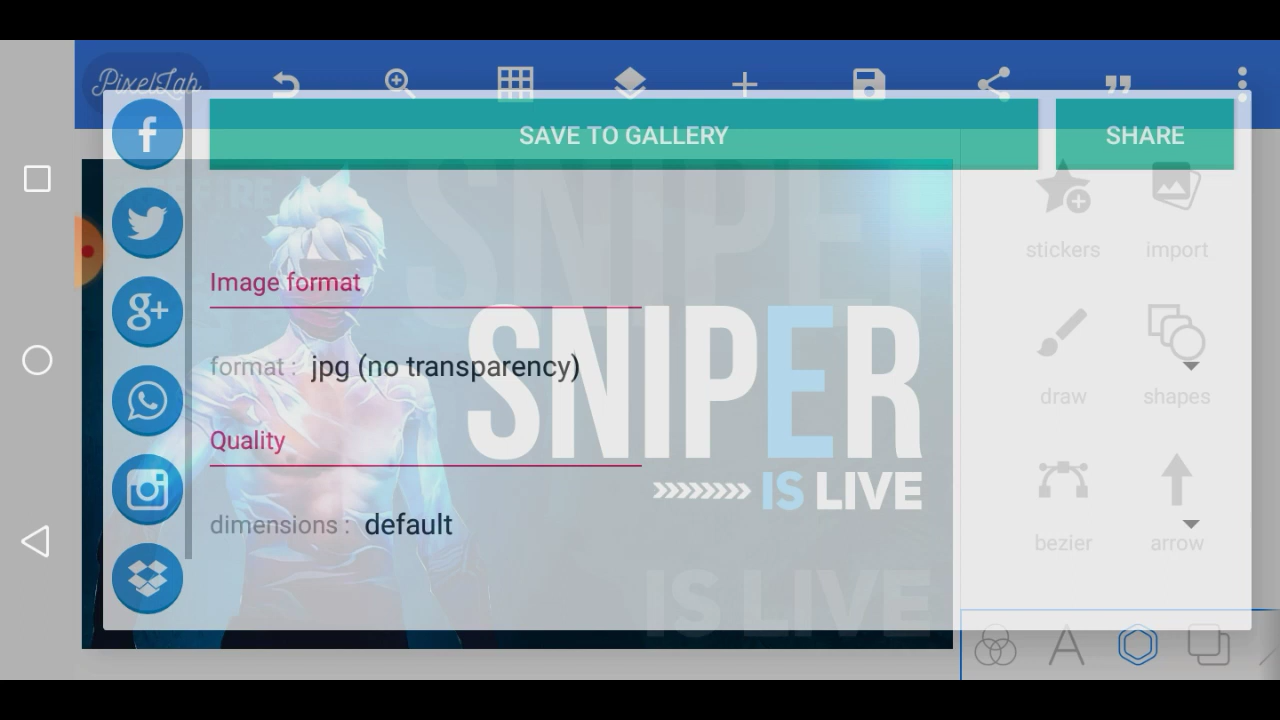 PixelLab
SAVE TO GALLERY
SHARE
SNIPER
stickers
import
Image format
SNIPER
format : jpg (no transparency)
draw
shapes
Quality
IS LIVE
dimensions : default
bezier
arrow
IS LIVE